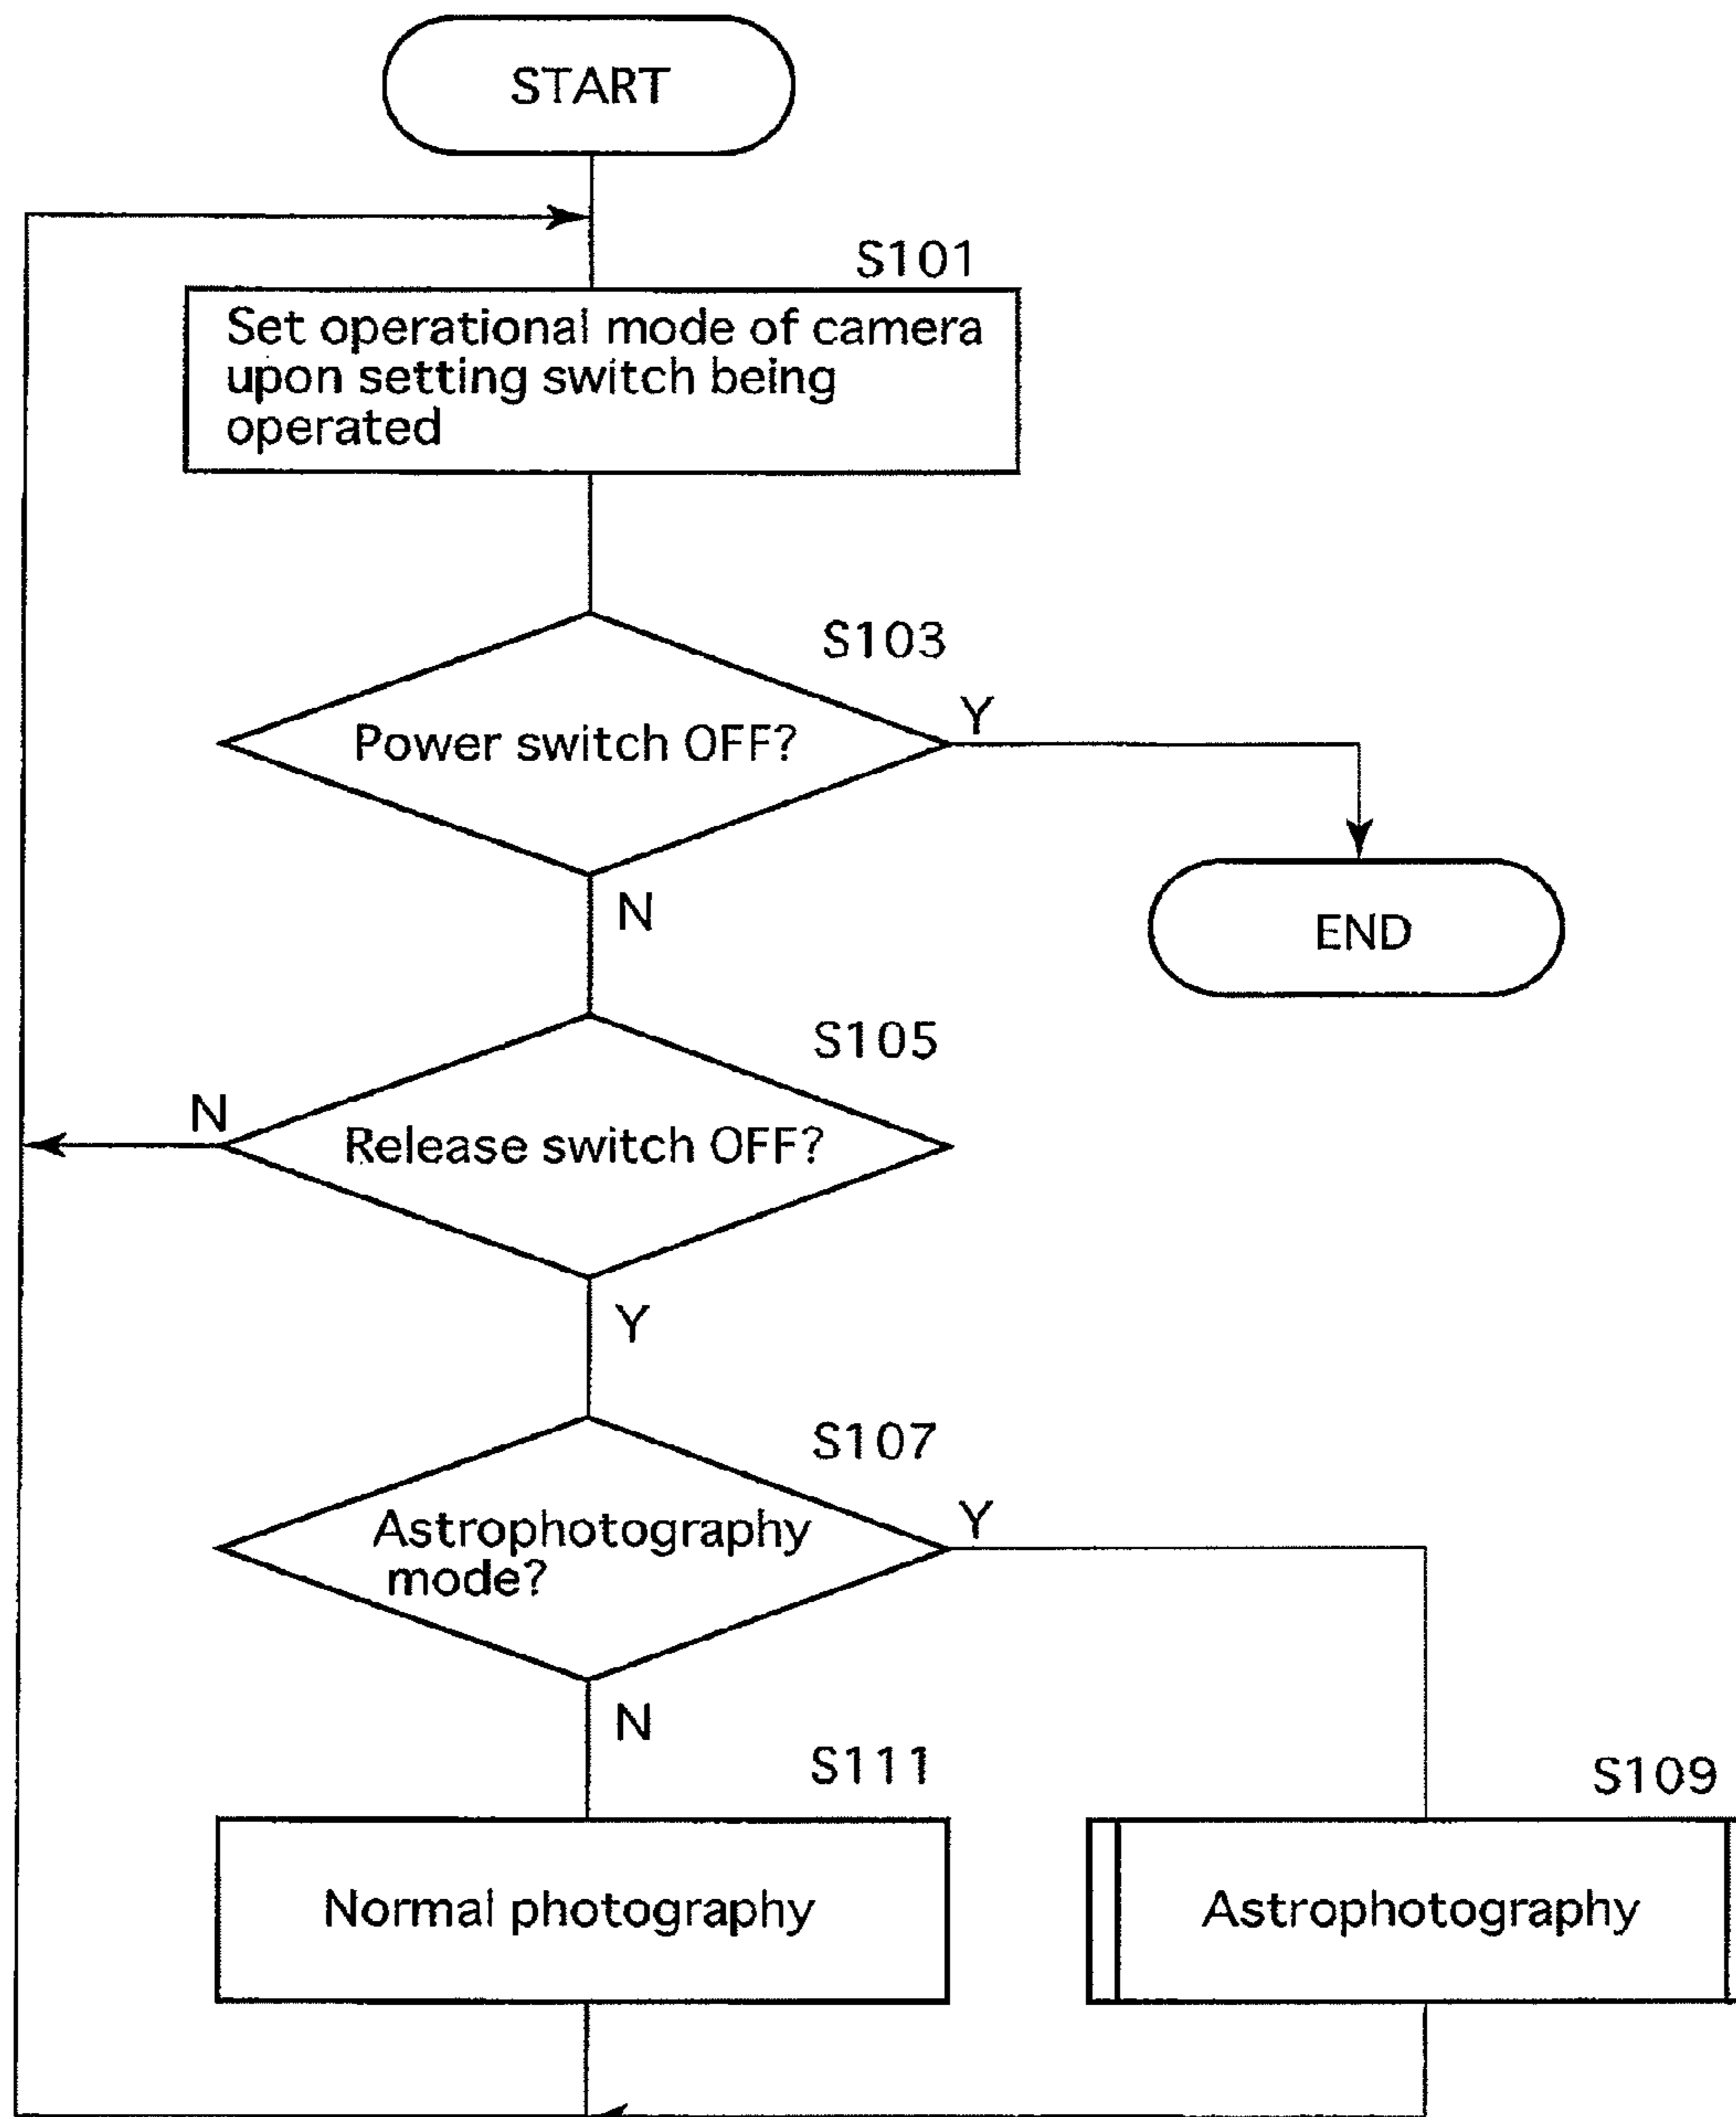 START
S101
Set operational mode of camera
upon setting switch being
operated
S103
Power switch OFF?
Y
N
END
S105
N
Release switch OFF?
Y
S107
Astrophotography
mode?
Y
N
S111
Normal photography
S109
Astrophotography